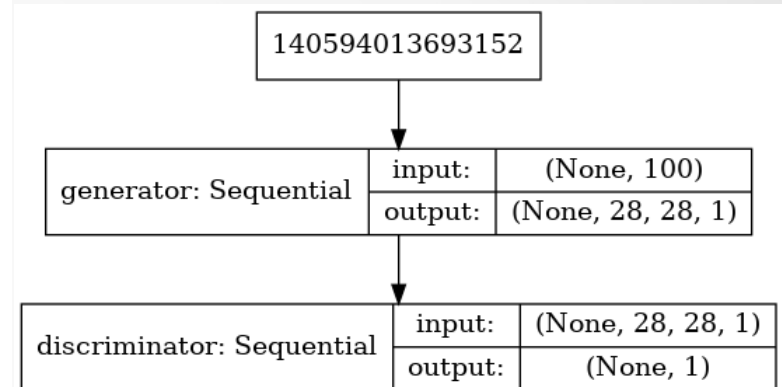 140594013693152
generator: Sequential
input: (None, 100)
output: (None, 28, 28, 1)
discriminator: Sequential
input: (None, 28, 28, 1)
output: (None, 1)